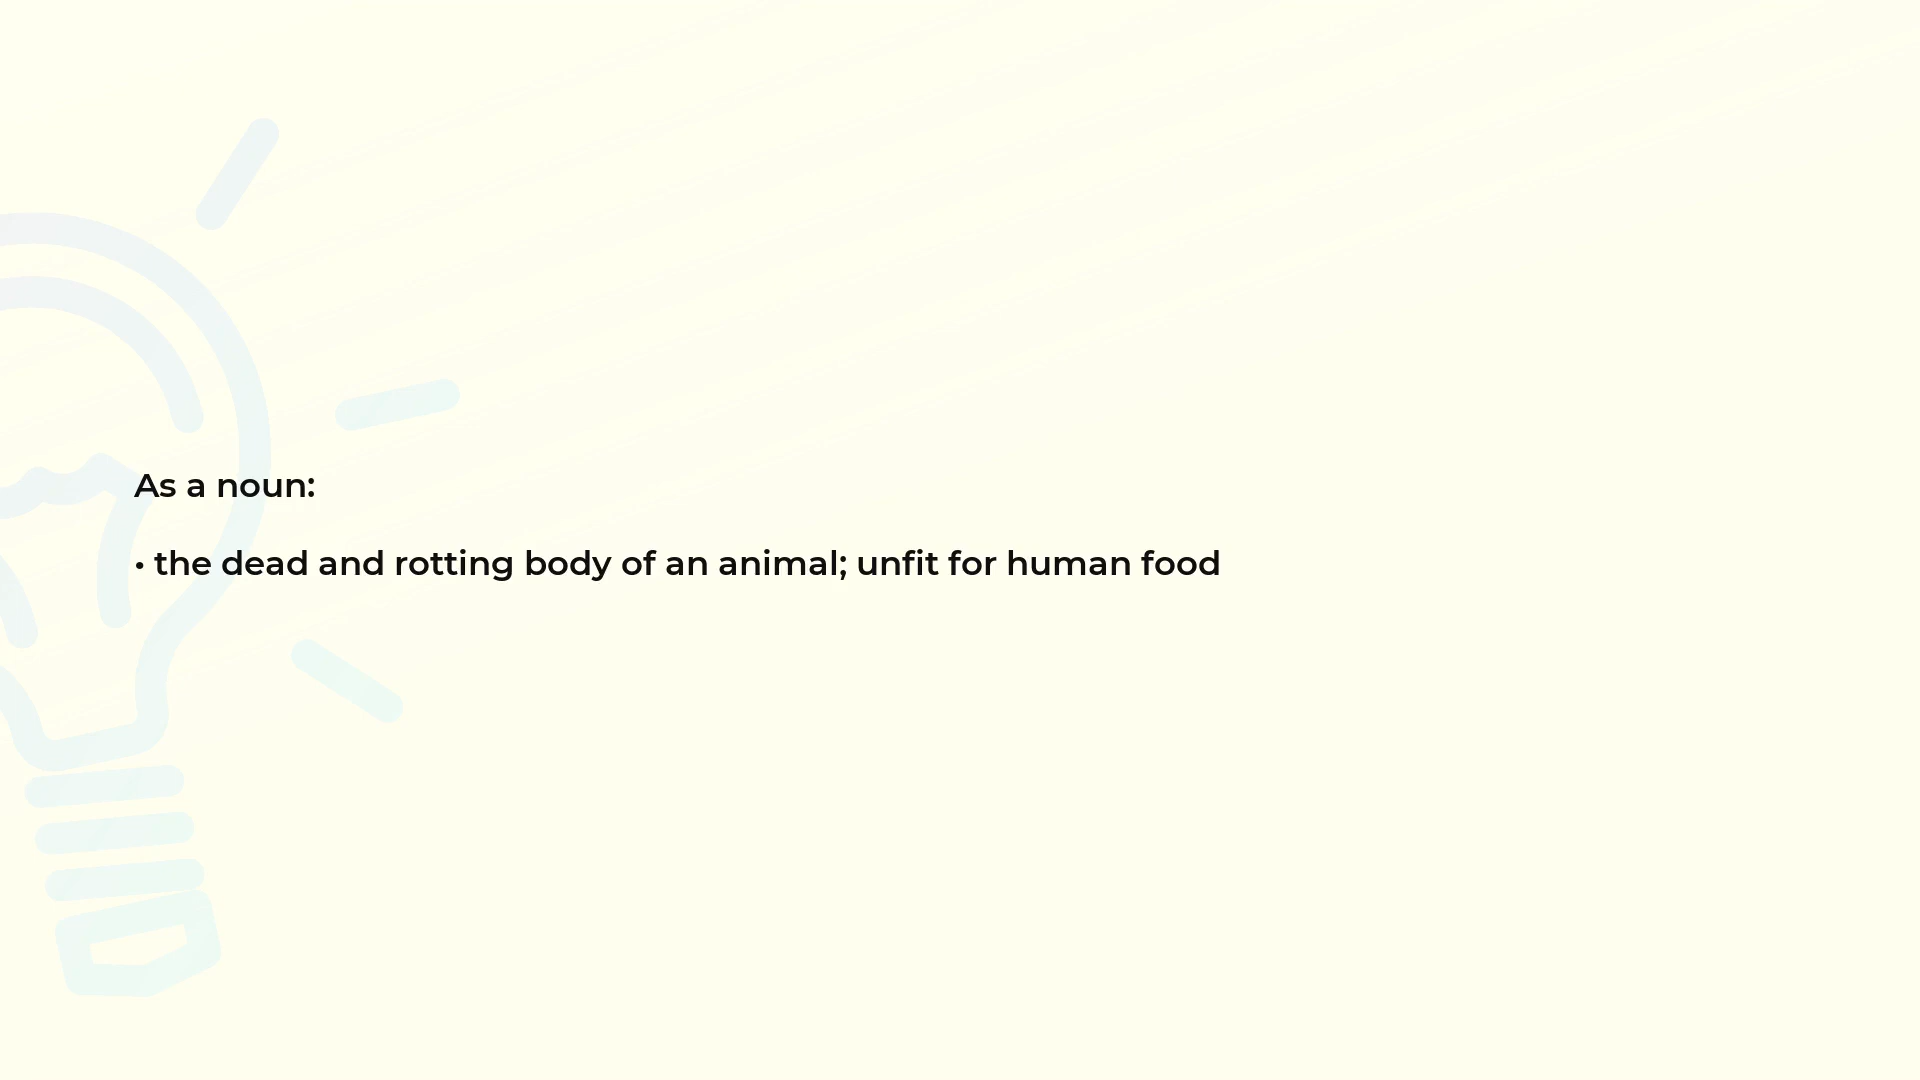 As a noun:
• the dead and rotting body of an animal; unfit for human food